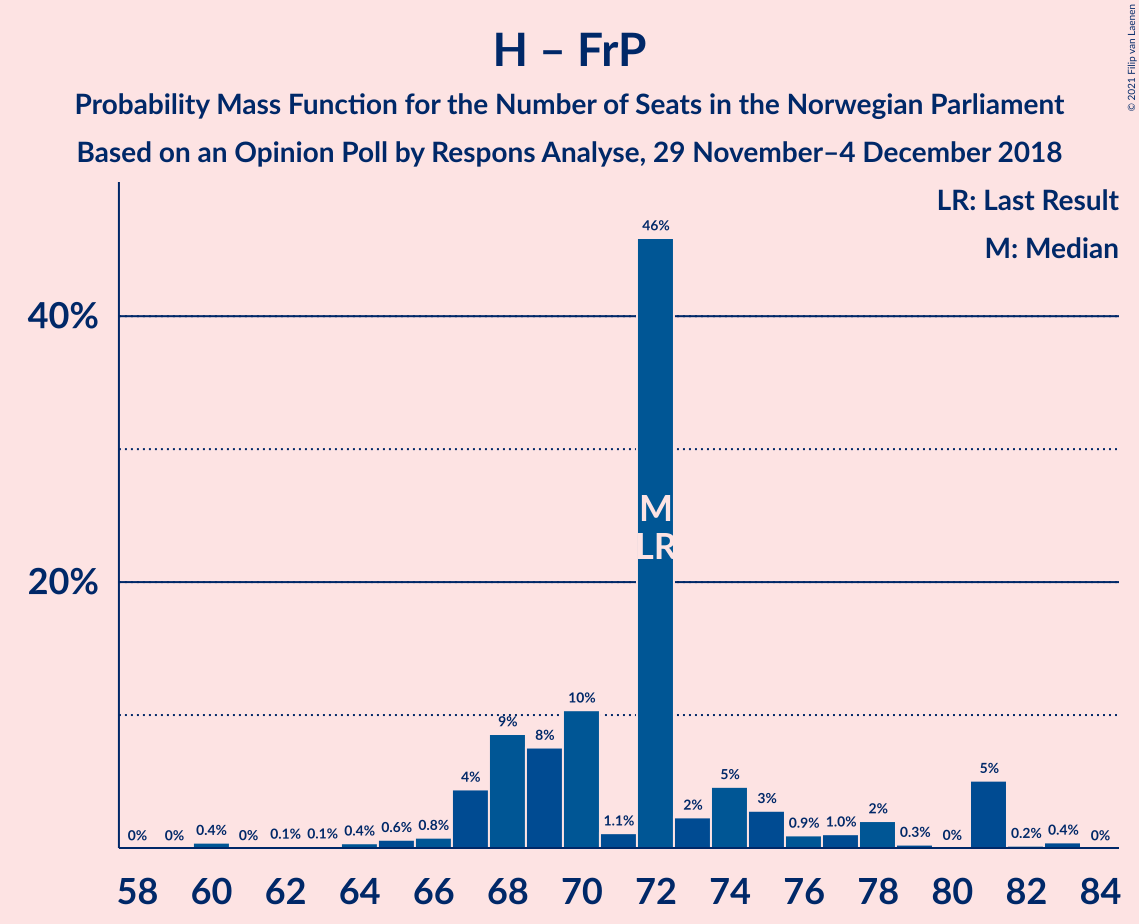 H – FrP
Probability Mass Function for the Number of Seats in the Norwegian Parliament
Based on an Opinion Poll by Respons Analyse, 29 November–4 December 2018
© 2021 Filip van Laenen
LR: Last Result
M: Median
40%
20%
0% 0% 0.4% 0% 0.1% 0.1% 0.4% 0.6% 0.8% 4% 9% 8% 10% 1.1% 46% 2% 5% 3% 0.9% 1.0% 2% 0.3% 0% 5% 0.2% 0.4% 0%
M
LR
58 60 62 64 66 68 70 72 74 76 78 80 82 84